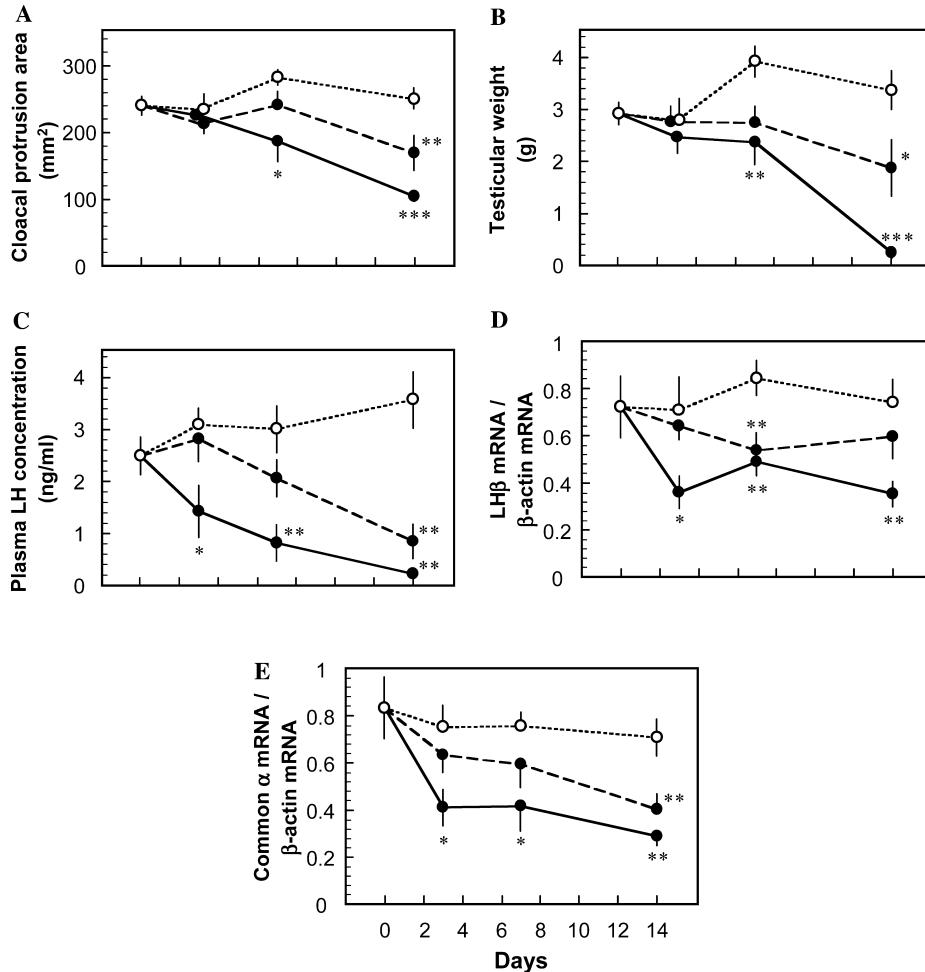 A
Cloacal protrusion area
(mm²)
300
200
100
0
**
*
***
B
Testicular weight
(g)
4
3
2
1
0
*
**
***
C
Plasma LH concentration
(ng/ml)
4
3
2
1
0
*
**
**
**
D
LHβ mRNA /
β-actin mRNA
1
0.8
0.6
0.4
0.2
0
**
*
**
**
E
Common α mRNA /
β-actin mRNA
1
0.8
0.6
0.4
0.2
0
**
*
*
**
0 2 4 6 8 10 12 14
Days